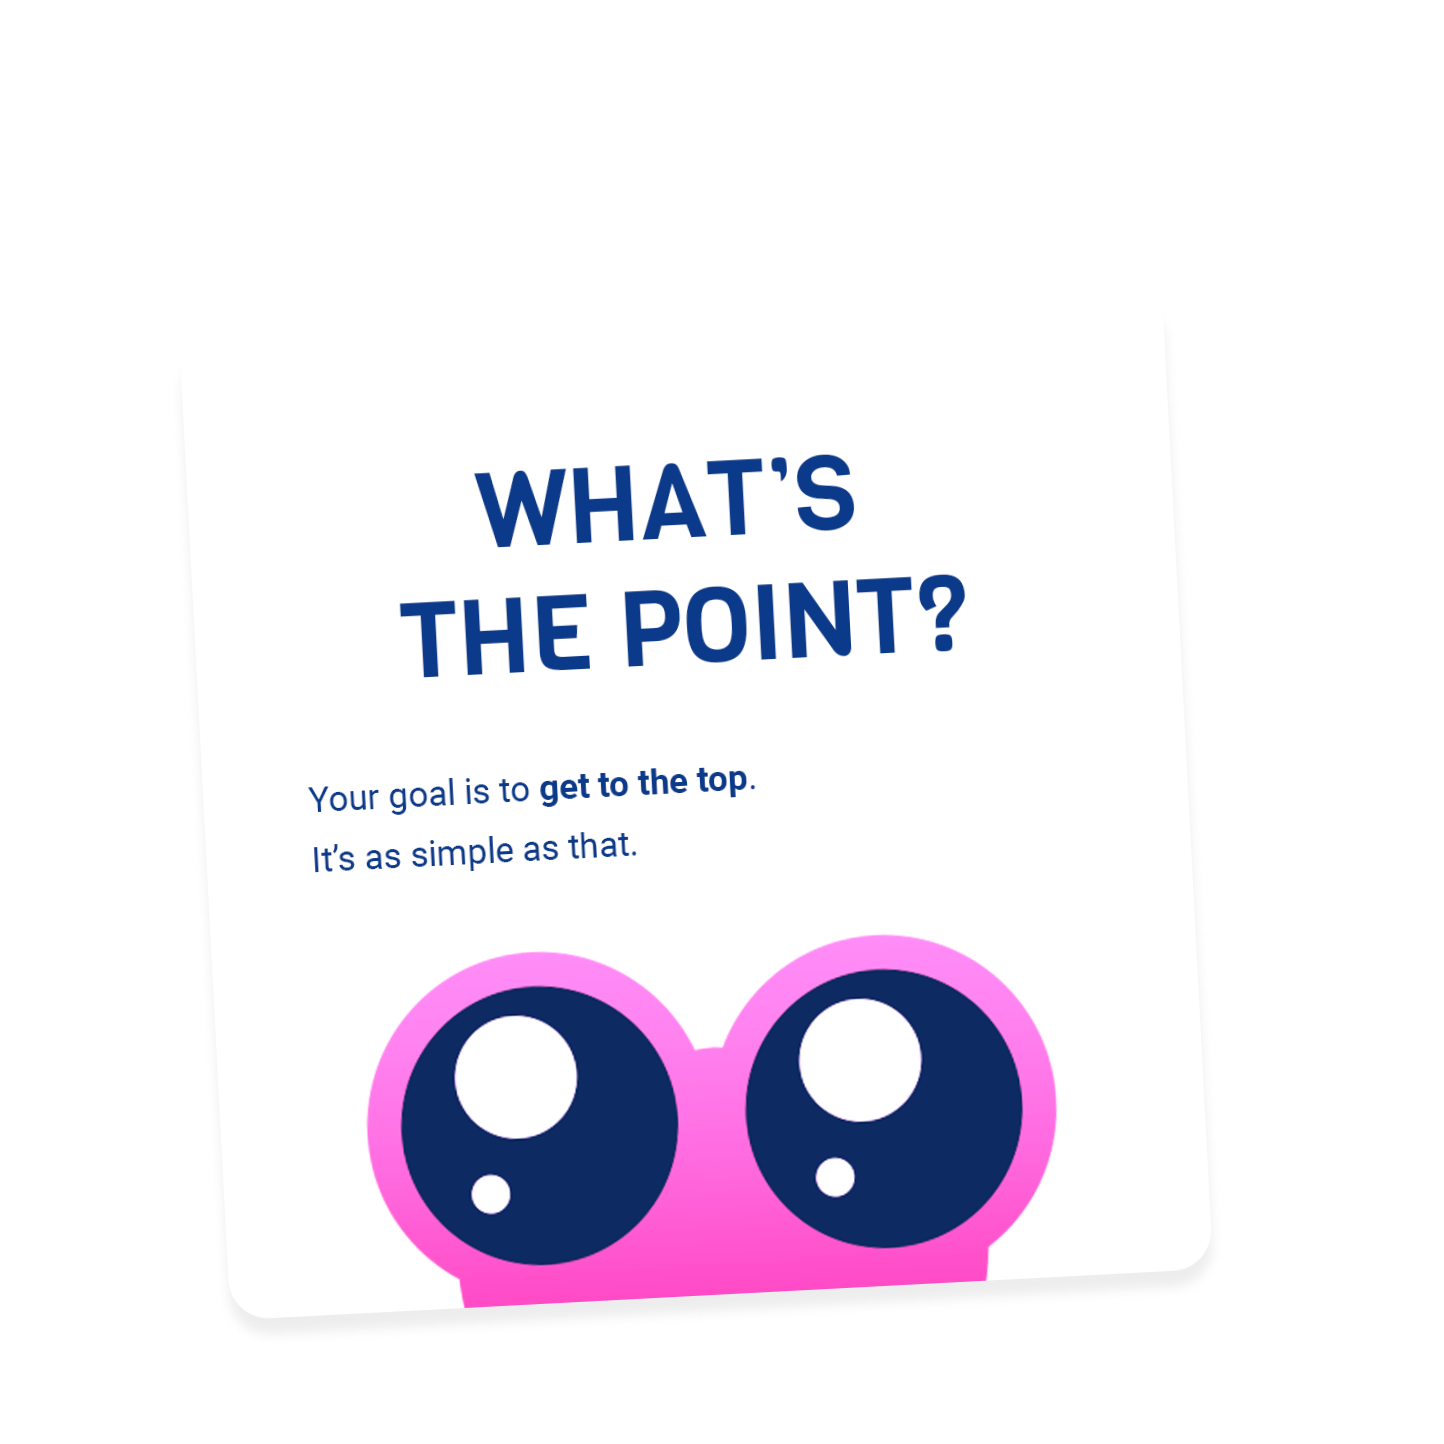 WHAT’S
THE POINT?
Your goal is to get to the top.
It’s as simple as that.